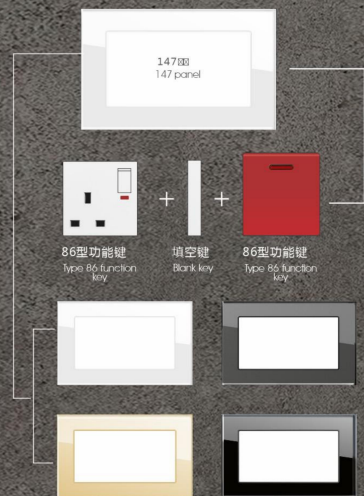 147
147 panel
+
+
86型功能键
Type 86 function
key
填空键
Blank key
86型功能键
Type 86 function
key